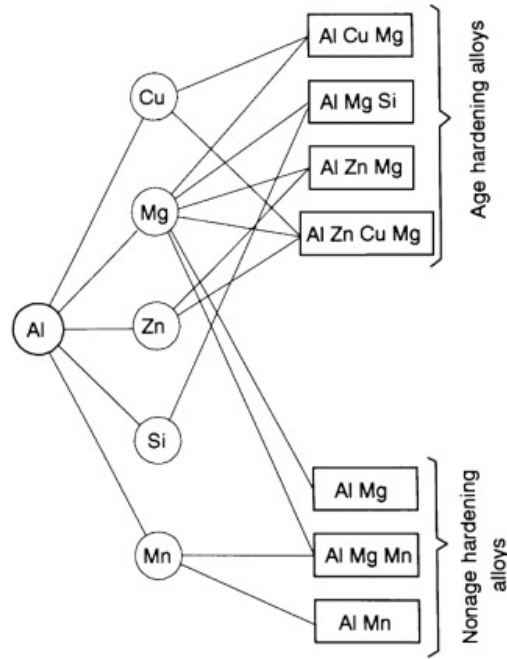 Al
Cu
Mg
Zn
Si
Mn
Al Cu Mg
Al Mg Si
Al Zn Mg
Al Zn Cu Mg
Age hardening alloys
Al Mg
Al Mg Mn
Al Mn
Nonage hardening
alloys